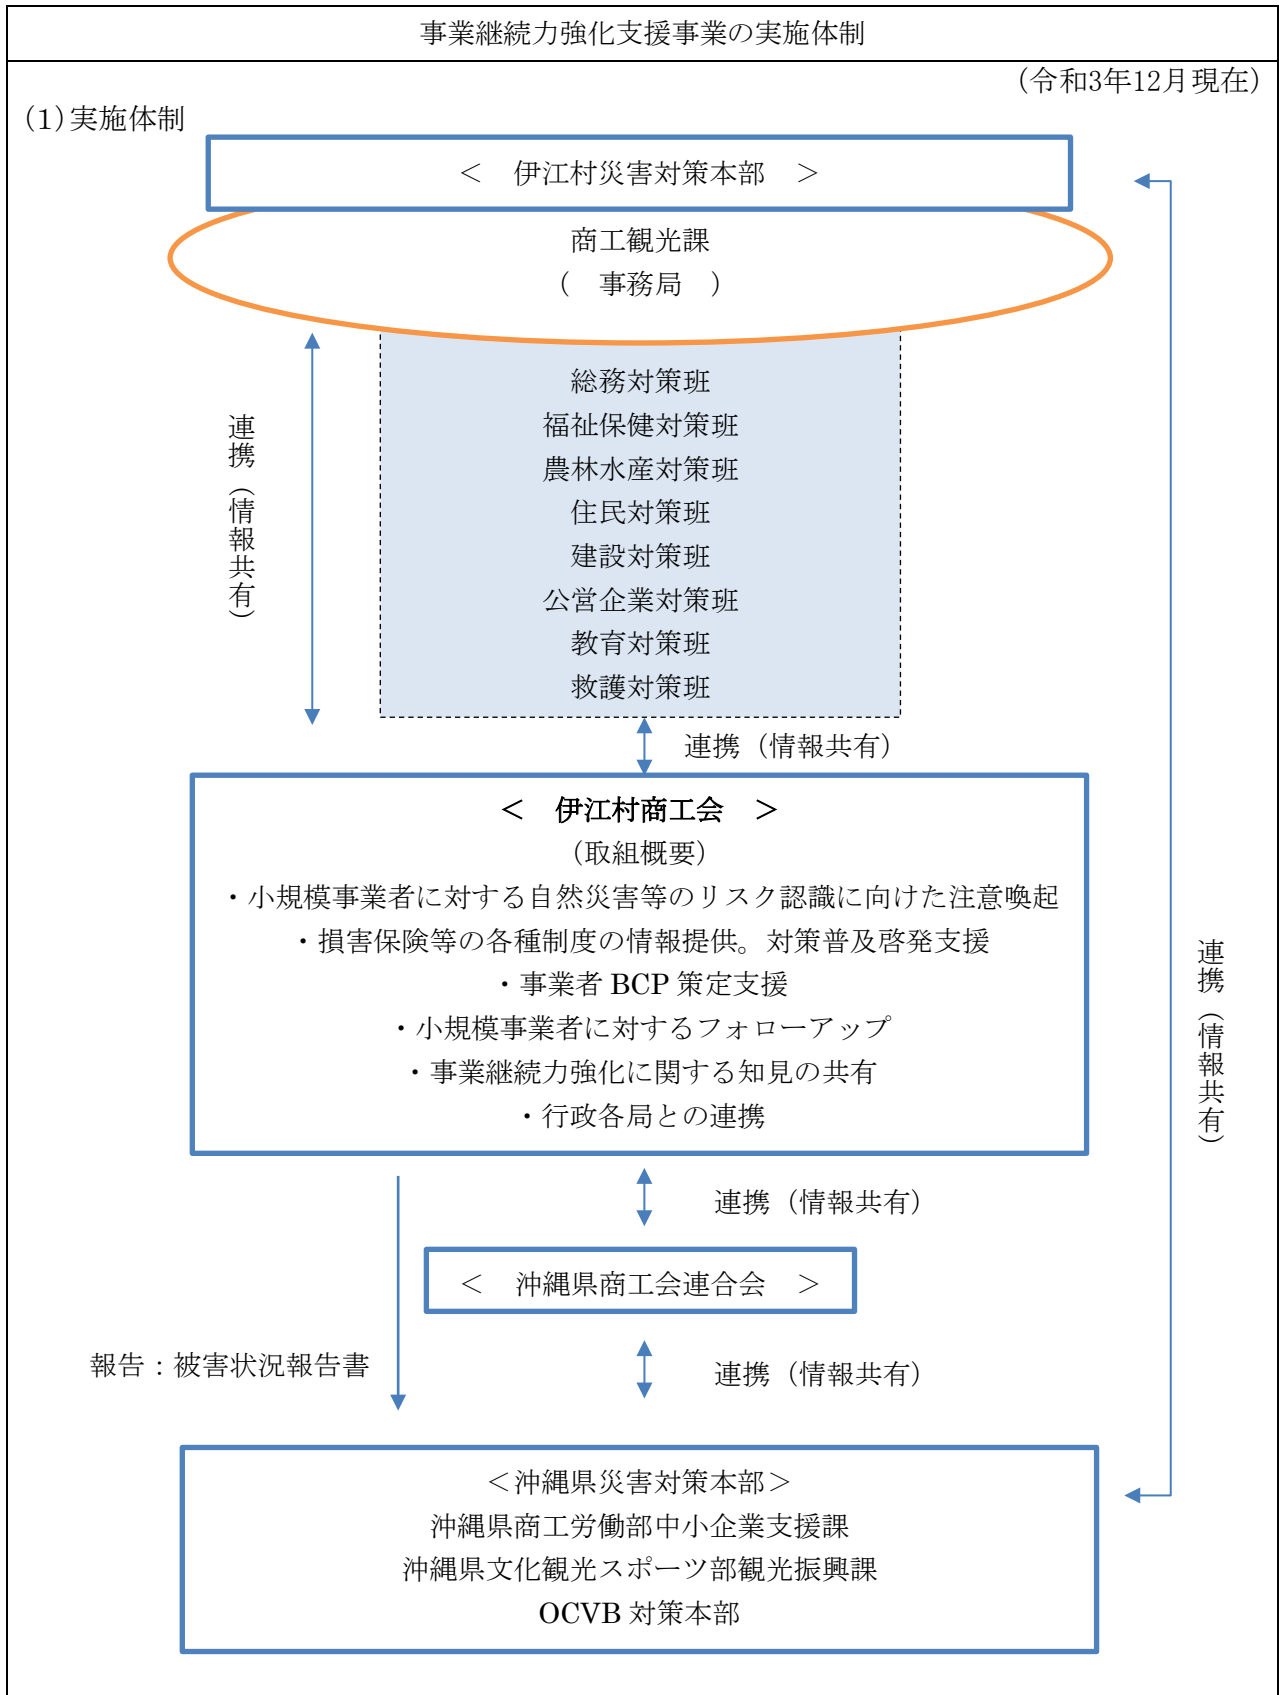 事業継続力強化支援事業の実施体制
(令和3年12月現在)
(1)実施体制
＜　伊江村災害対策本部　＞
商工観光課
(　事務局　)
総務対策班
福祉保健対策班
農林水産対策班
住民対策班
建設対策班
公営企業対策班
教育対策班
救護対策班
連携（情報共有）
連携（情報共有）
＜　伊江村商工会　＞
（取組概要）
・小規模事業者に対する自然災害等のリスク認識に向けた注意喚起
・損害保険等の各種制度の情報提供。対策普及啓発支援
・事業者 BCP 策定支援
・小規模事業者に対するフォローアップ
・事業継続力強化に関する知見の共有
・行政各局との連携
連携（情報共有）
連携（情報共有）
＜　沖縄県商工会連合会　＞
報告：被害状況報告書
連携（情報共有）
＜沖縄県災害対策本部＞
沖縄県商工労働部中小企業支援課
沖縄県文化観光スポーツ部観光振興課
OCVB 対策本部